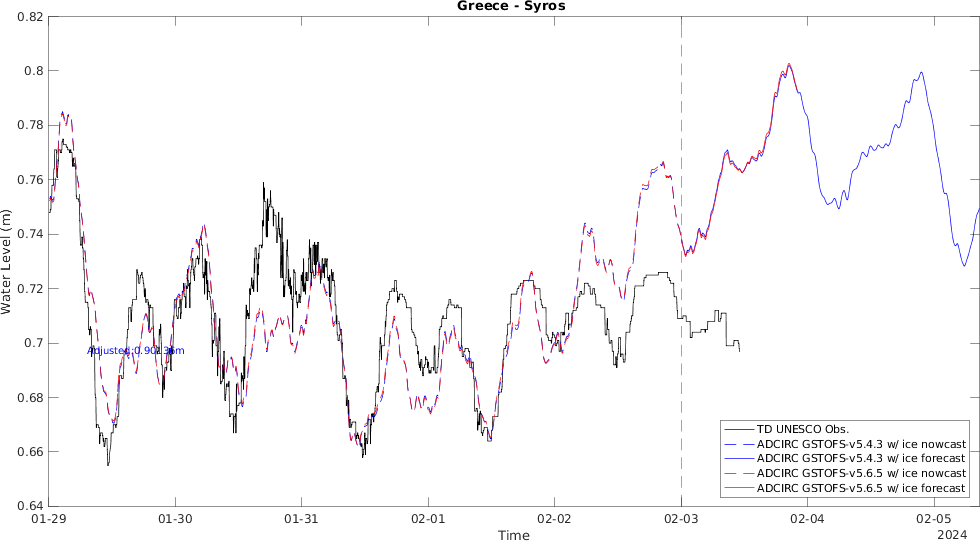 Greece - Syros
0.82
0.8
0.78
0.76
0.74
0.72
0.7
0.68
0.66
0.64
Water Level (m)
TD UNESCO Obs.
ADCIRC GSTOFS-v5.4.3 w/ ice nowcast
ADCIRC GSTOFS-v5.4.3 w/ ice forecast
ADCIRC GSTOFS-v5.6.5 w/ ice nowcast
ADCIRC GSTOFS-v5.6.5 w/ ice forecast
01-29
01-30
01-31
02-01
02-02
02-03
02-04
02-05
Time
2024